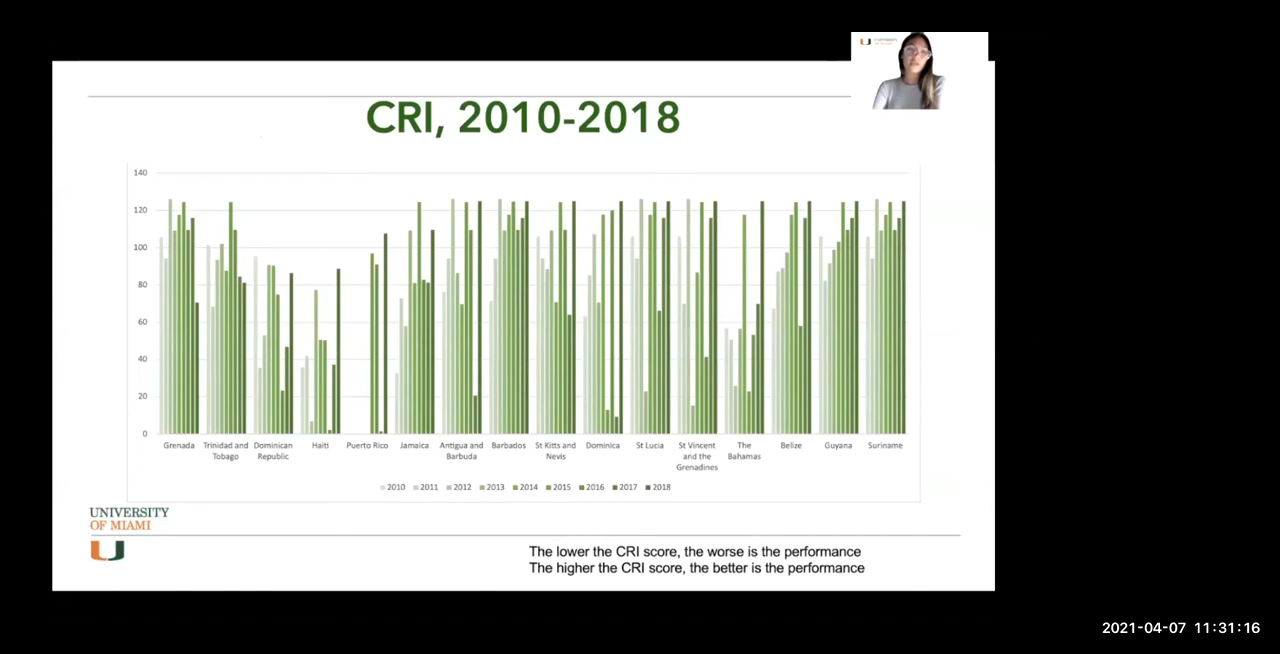 CRI, 2010-2018
140
120
100
80
60
40
20
0
Grenada
Trinidad and
Tobago
Dominican
Republic
Haiti
Puerto Rico
Jamaica
Antigua and
Barbuda
Barbados
St Kitts and
Nevis
Dominica
St Lucia
St Vincent
and the
Grenadines
The
Bahamas
Belize
Guyana
Suriname
2010 2011 2012 2013 2014 2015 2016 2017 2018
UNIVERSITY
OF MIAMI
The lower the CRI score, the worse is the performance
The higher the CRI score, the better is the performance
2021-04-07 11:31:16